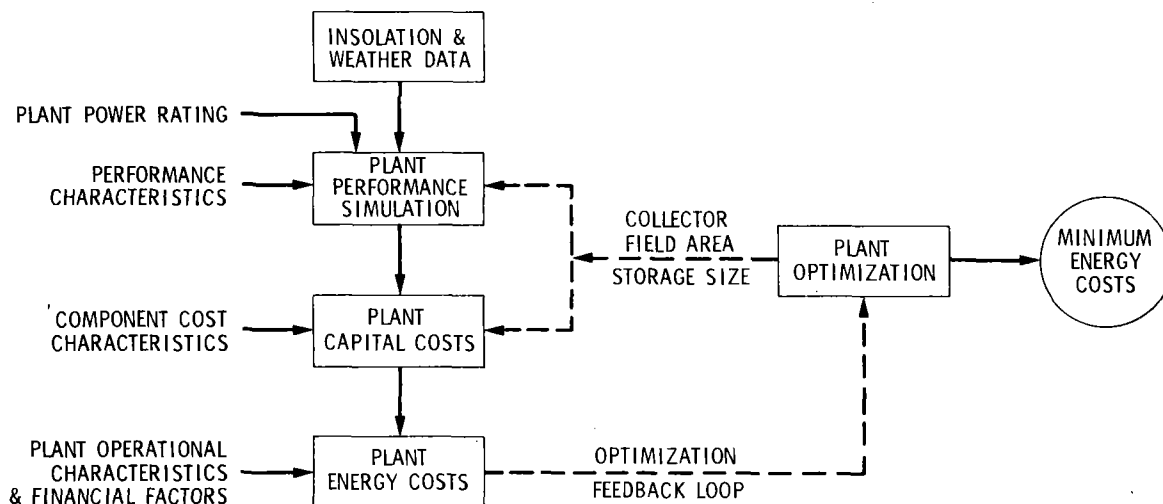 INSOLATION &
WEATHER DATA
PLANT POWER RATING
PERFORMANCE
CHARACTERISTICS
PLANT
PERFORMANCE
SIMULATION
COLLECTOR
FIELD AREA
STORAGE SIZE
PLANT
OPTIMIZATION
MINIMUM
ENERGY
COSTS
COMPONENT COST
CHARACTERISTICS
PLANT
CAPITAL COSTS
PLANT OPERATIONAL
CHARACTERISTICS
& FINANCIAL FACTORS
PLANT
ENERGY COSTS
OPTIMIZATION
FEEDBACK LOOP